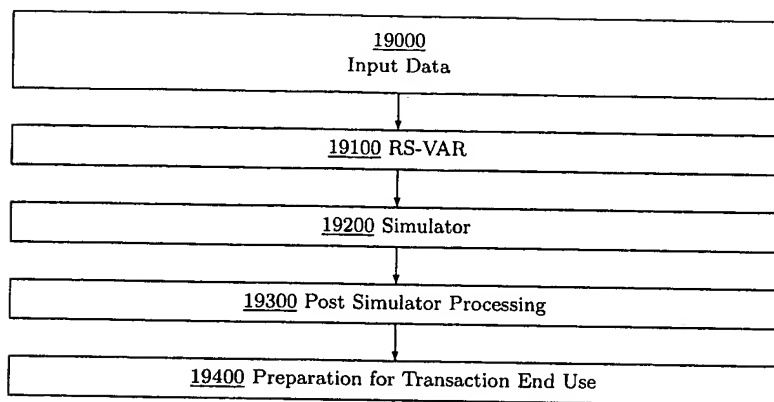 19000
Input Data
19100 RS-VAR
19200 Simulator
19300 Post Simulator Processing
19400 Preparation for Transaction End Use